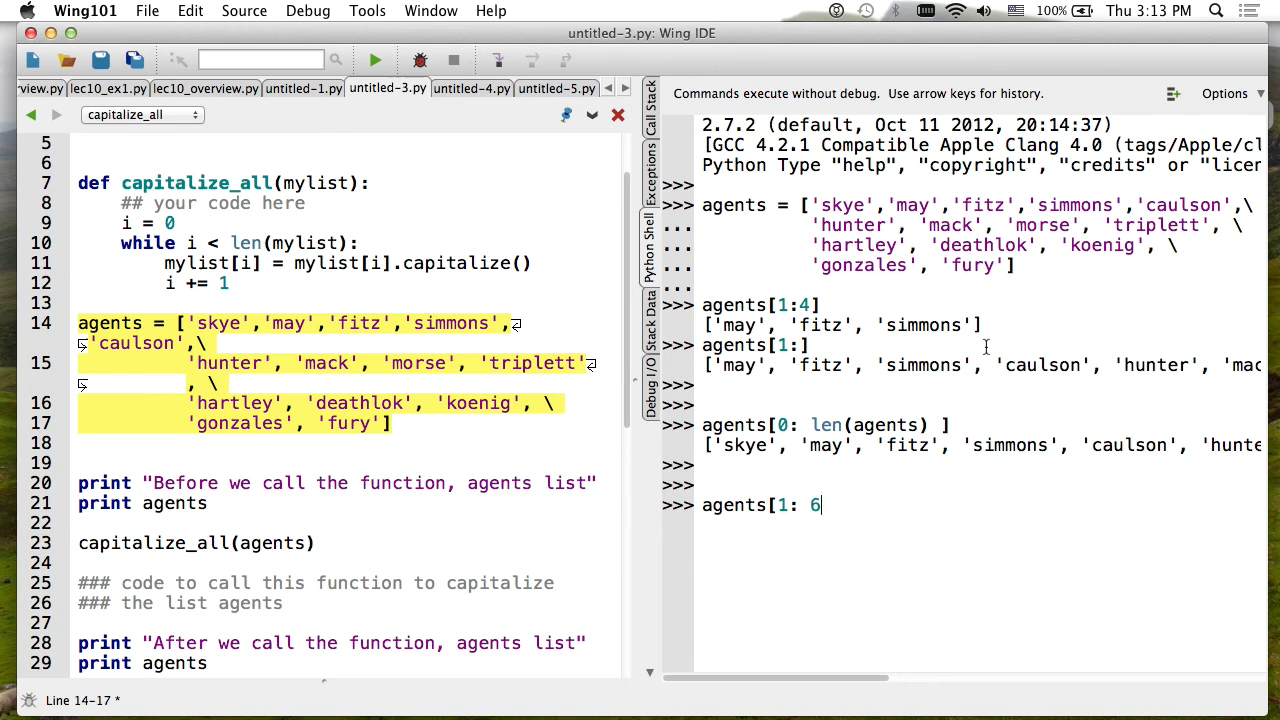 Wing101 File Edit Source Debug Tools Window Help 100% Thu 3:13 PM
untitled-3.py: Wing IDE
rview.py lec10_ex1.py lec10_overview.py untitled-1.py untitled-3.py untitled-4.py untitled-5.py
capitalize_all
5
6
7 def capitalize_all(mylist):
8 ## your code here
9 i = 0
10 while i < len(mylist):
11 mylist[i] = mylist[i].capitalize()
12 i += 1
13
14 agents = ['skye','may','fitz','simmons',
'caulson',\
15 'hunter', 'mack', 'morse', 'triplett'
, \
16 'hartley', 'deathlok', 'koenig', \
17 'gonzales', 'fury']
18
19
20 print "Before we call the function, agents list"
21 print agents
22
23 capitalize_all(agents)
24
25 ### code to call this function to capitalize
26 ### the list agents
27
28 print "After we call the function, agents list"
29 print agents
Line 14-17 *
Call Stack
Exceptions
Python Shell
Stack Data
Debug I/O
Commands execute without debug. Use arrow keys for history. Options
2.7.2 (default, Oct 11 2012, 20:14:37)
[GCC 4.2.1 Compatible Apple Clang 4.0 (tags/Apple/cl
Python Type "help", "copyright", "credits" or "licen
>>>
>>> agents = ['skye','may','fitz','simmons','caulson',\
... 'hunter', 'mack', 'morse', 'triplett', \
... 'hartley', 'deathlok', 'koenig', \
... 'gonzales', 'fury']
...
>>> agents[1:4]
['may', 'fitz', 'simmons']
>>> agents[1:]
['may', 'fitz', 'simmons', 'caulson', 'hunter', 'mac
>>>
>>>
>>> agents[0: len(agents) ]
['skye', 'may', 'fitz', 'simmons', 'caulson', 'hunte
>>>
>>>
>>> agents[1: 6